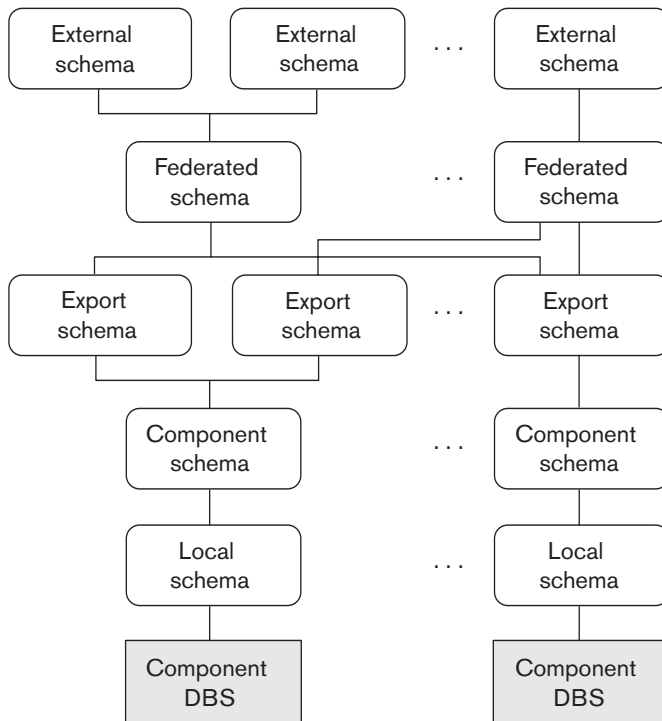 External
schema
External
schema
. . .
External
schema
Federated
schema
. . .
Federated
schema
Export
schema
Export
schema
. . .
Export
schema
Component
schema
. . .
Component
schema
Local
schema
. . .
Local
schema
Component
DBS
Component
DBS